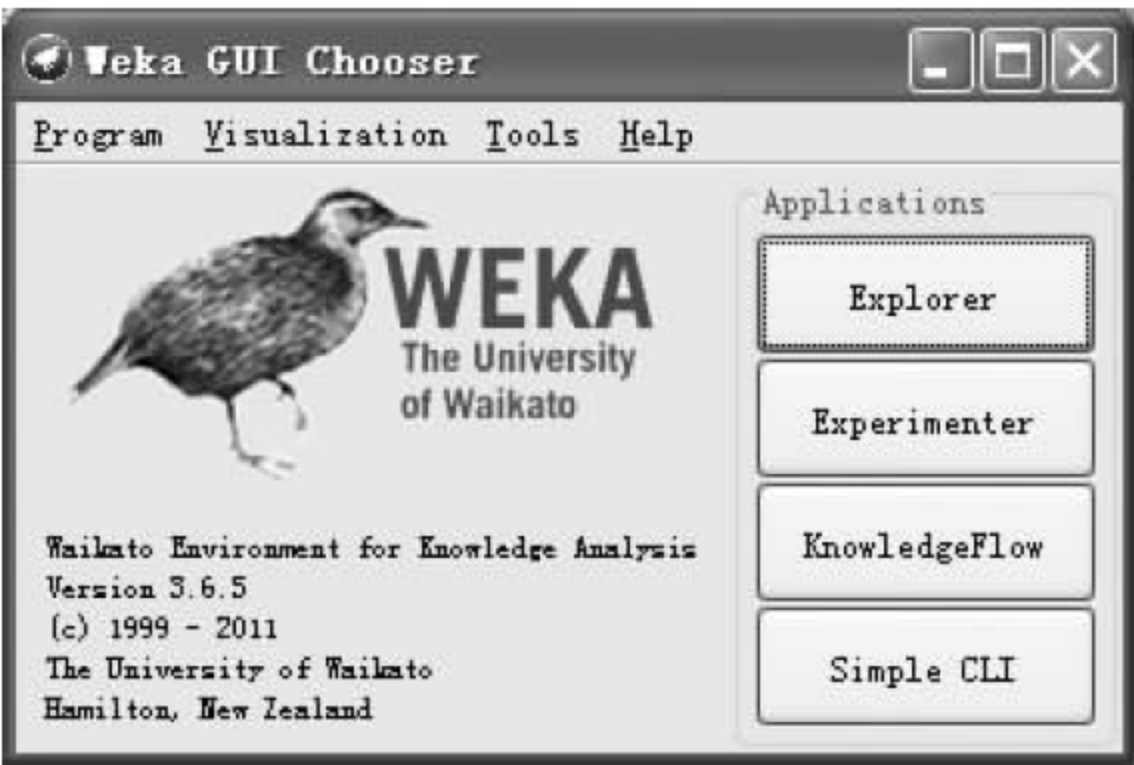 Weka GUI Chooser
Program Visualization Tools Help
WEKA
The University
of Waikato
Waikato Environment for Knowledge Analysis
Version 3.6.5
(c) 1999 - 2011
The University of Waikato
Hamilton, New Zealand
Applications
Explorer
Experimenter
KnowledgeFlow
Simple CLI